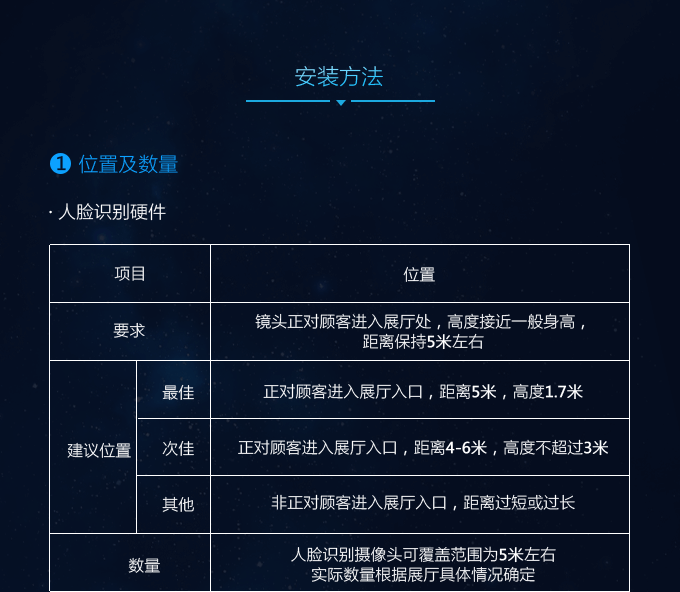 安装方法
1 位置及数量
· 人脸识别硬件
项目
位置
要求
镜头正对顾客进入展厅处，高度接近一般身高，
距离保持5米左右
建议位置
最佳
正对顾客进入展厅入口，距离5米，高度1.7米
次佳
正对顾客进入展厅入口，距离4-6米，高度不超过3米
其他
非正对顾客进入展厅入口，距离过短或过长
数量
人脸识别摄像头可覆盖范围为5米左右
实际数量根据展厅具体情况确定